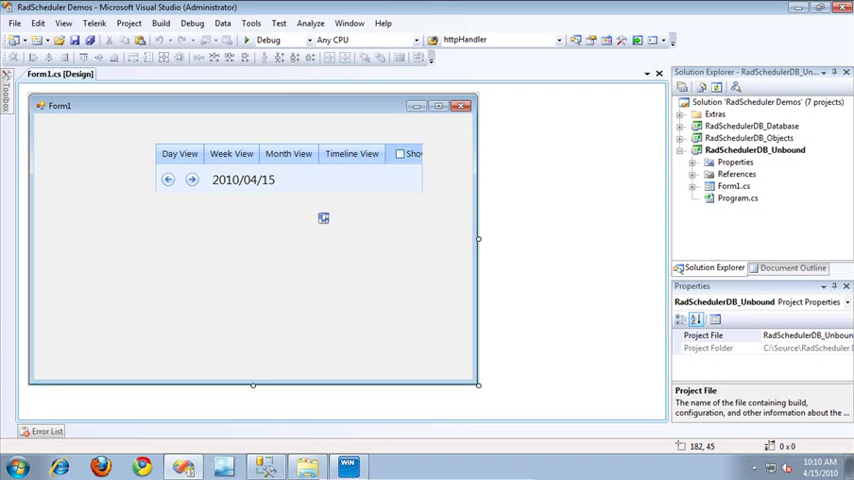 RadScheduler Demos - Microsoft Visual Studio (Administrator)
File Edit View Telerik Project Build Debug Data Tools Test Analyze Window Help
Debug Any CPU httpHandler
Form1.cs [Design]
Toolbox
Form1
Day View Week View Month View Timeline View Sho
2010/04/15
Solution Explorer - RadSchedulerDB_Un
Solution 'RadScheduler Demos' (7 projects)
Extras
RadSchedulerDB_Database
RadSchedulerDB_Objects
RadSchedulerDB_Unbound
Properties
References
Form1.cs
Program.cs
Solution Explorer Document Outline
Properties
RadSchedulerDB_Unbound Project Properties
Project File RadSchedulerDB_Unboun
Project Folder C:\Source\RadScheduler D
Project File
The name of the file containing build, configuration, and other information about the...
Error List
182, 45 0 x 0
WIN
10:10 AM
4/15/2010